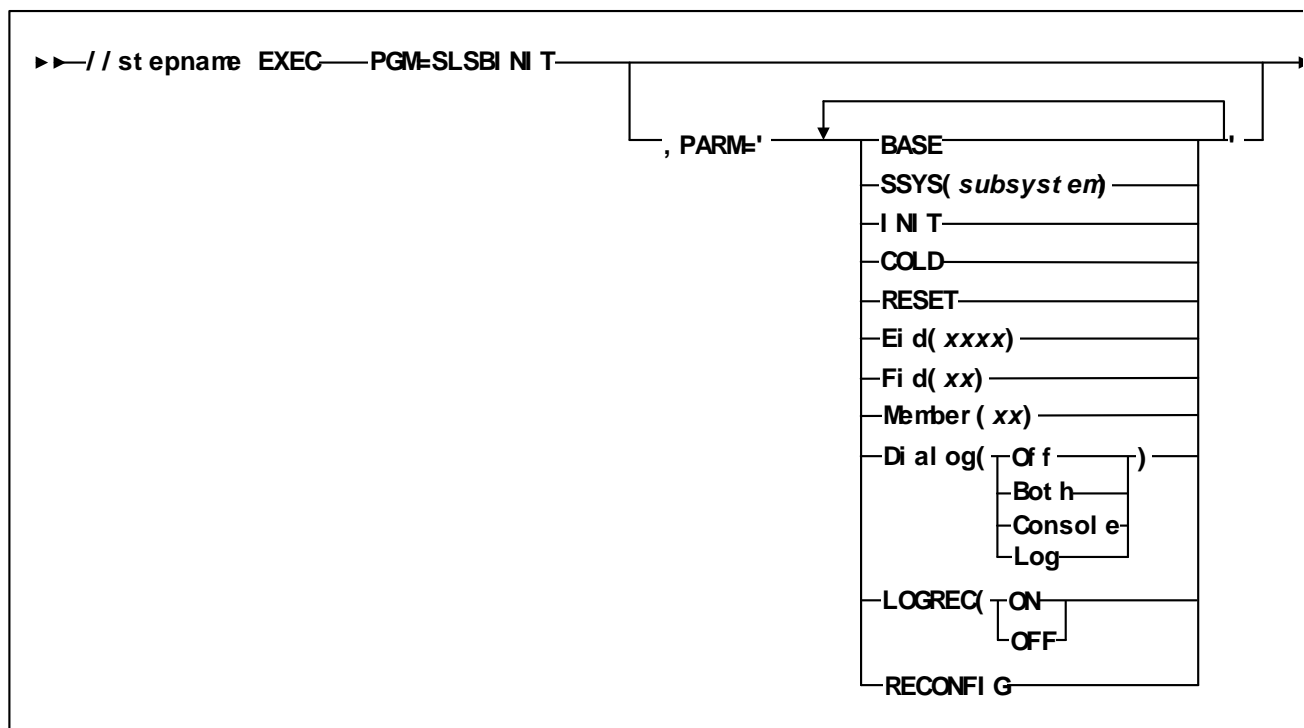 //stepname EXEC PGM=SLSBINIT
, PARM=' BASE '
SSYS(subsystem)
INIT
COLD
RESET
Eid(xxxx)
Fid(xx)
Member(xx)
Dialog( Off )
Both
Console
Log
LOGREC( ON
OFF
RECONFIG